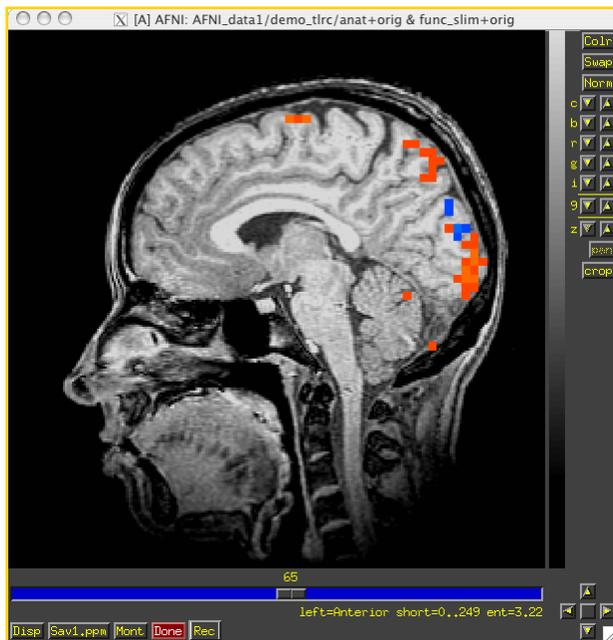 [A] AFNI: AFNI_data1/demo_tlrc/anat+orig & func_slim+orig
Colr
Swap
Norm
c
b
r
g
i
9
z
pan
crop
65
left=Anterior short=0..249 ent=3.22
Disp Sav1.ppm Mont Done Rec